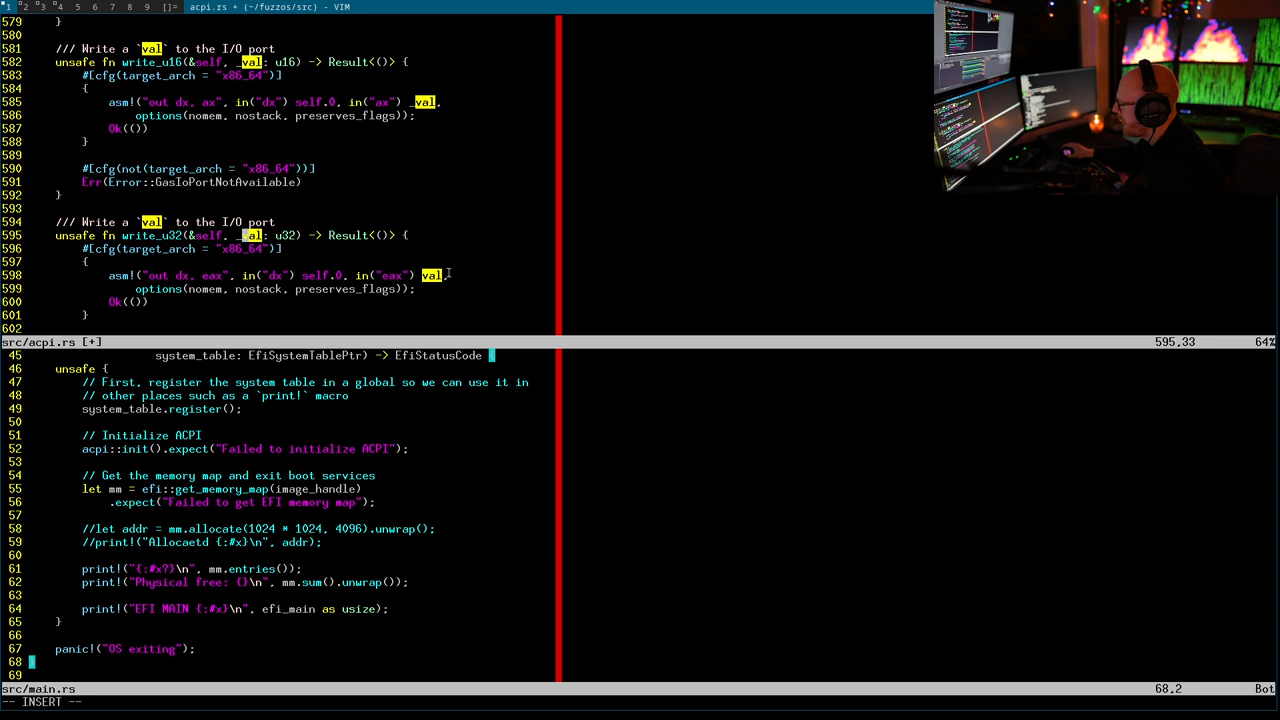 1 2 3 4 5 6 7 8 9 []= acpi.rs + (~/fuzzos/src) - VIM
579 }
580
581 /// Write a `val` to the I/O port
582 unsafe fn write_u16(&self, _val: u16) -> Result<()> {
583 #[cfg(target_arch = "x86_64")]
584 {
585 asm!("out dx, ax", in("dx") self.0, in("ax") _val,
586 options(nomem, nostack, preserves_flags));
587 Ok(())
588 }
589
590 #[cfg(not(target_arch = "x86_64"))]
591 Err(Error::GasIoPortNotAvailable)
592 }
593
594 /// Write a `val` to the I/O port
595 unsafe fn write_u32(&self, _val: u32) -> Result<()> {
596 #[cfg(target_arch = "x86_64")]
597 {
598 asm!("out dx, eax", in("dx") self.0, in("eax") val,
599 options(nomem, nostack, preserves_flags));
600 Ok(())
601 }
602
src/acpi.rs [+] 595,33 64%
45 system_table: EfiSystemTablePtr) -> EfiStatusCode {
46 unsafe {
47 // First, register the system table in a global so we can use it in
48 // other places such as a `print!` macro
49 system_table.register();
50
51 // Initialize ACPI
52 acpi::init().expect("Failed to initialize ACPI");
53
54 // Get the memory map and exit boot services
55 let mm = efi::get_memory_map(image_handle)
56 .expect("Failed to get EFI memory map");
57
58 //let addr = mm.allocate(1024 * 1024, 4096).unwrap();
59 //print!("Allocaetd {:#x}\n", addr);
60
61 print!("{:#x?}\n", mm.entries());
62 print!("Physical free: {}\n", mm.sum().unwrap());
63
64 print!("EFI MAIN {:#x}\n", efi_main as usize);
65 }
66
67 panic!("OS exiting");
68 }
69
src/main.rs 68,2 Bot
-- INSERT --